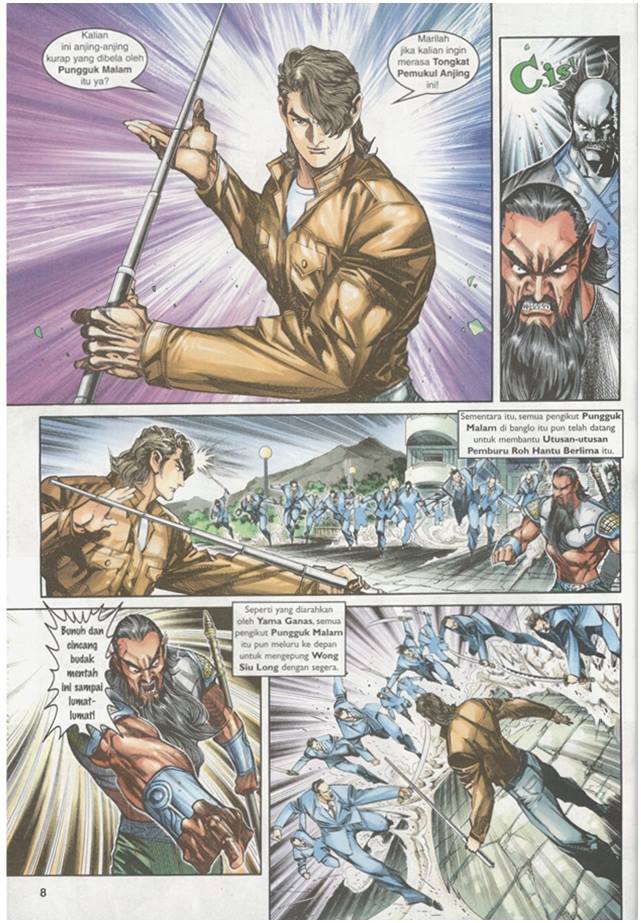 Kalian
ini anjing-anjing
kurap yang dibela oleh
Pungguk Malam
itu ya?
Marilah
jika kalian ingin
merasa Tongkat
Pemukul Anjing
ini!
Cis!
Sementara itu, semua pengikut Pungguk
Malam di banglo itu pun telah datang
untuk membantu Utusan-utusan
Pemburu Roh Hantu Berlima itu.
Bunuh dan
cincang
budak
mentah
ini sampai
lumat-
lumat!
Seperti yang diarahkan
oleh Yama Ganas, semua
pengikut Pungguk Malam
itu pun meluru ke depan
untuk mengepung Wong
Siu Long dengan segera.
8